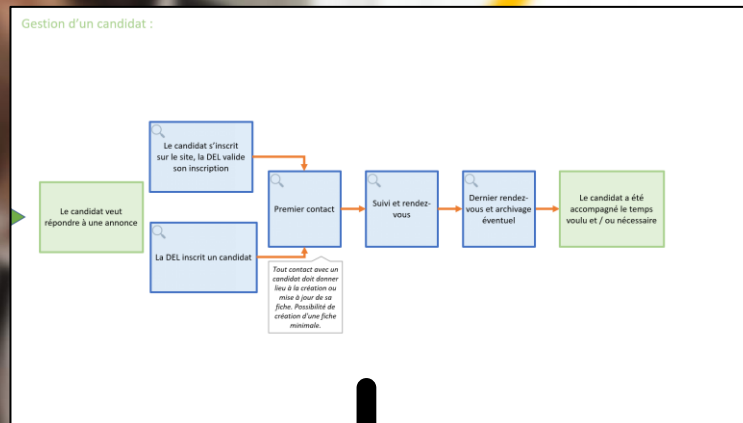 Gestion d'un candidat :
Le candidat veut
répondre à une annonce
Le candidat s'inscrit
sur le site, la DEL valide
son inscription
La DEL inscrit un candidat
Premier contact
Tout contact avec un
candidat doit donner
lieu à la création ou
mise à jour de sa
fiche. Possibilité de
création d'une fiche
minimale.
Suivi et rendez-
vous
Dernier rendez-
vous et archivage
éventuel
Le candidat a été
accompagné le temps
voulu et / ou nécessaire